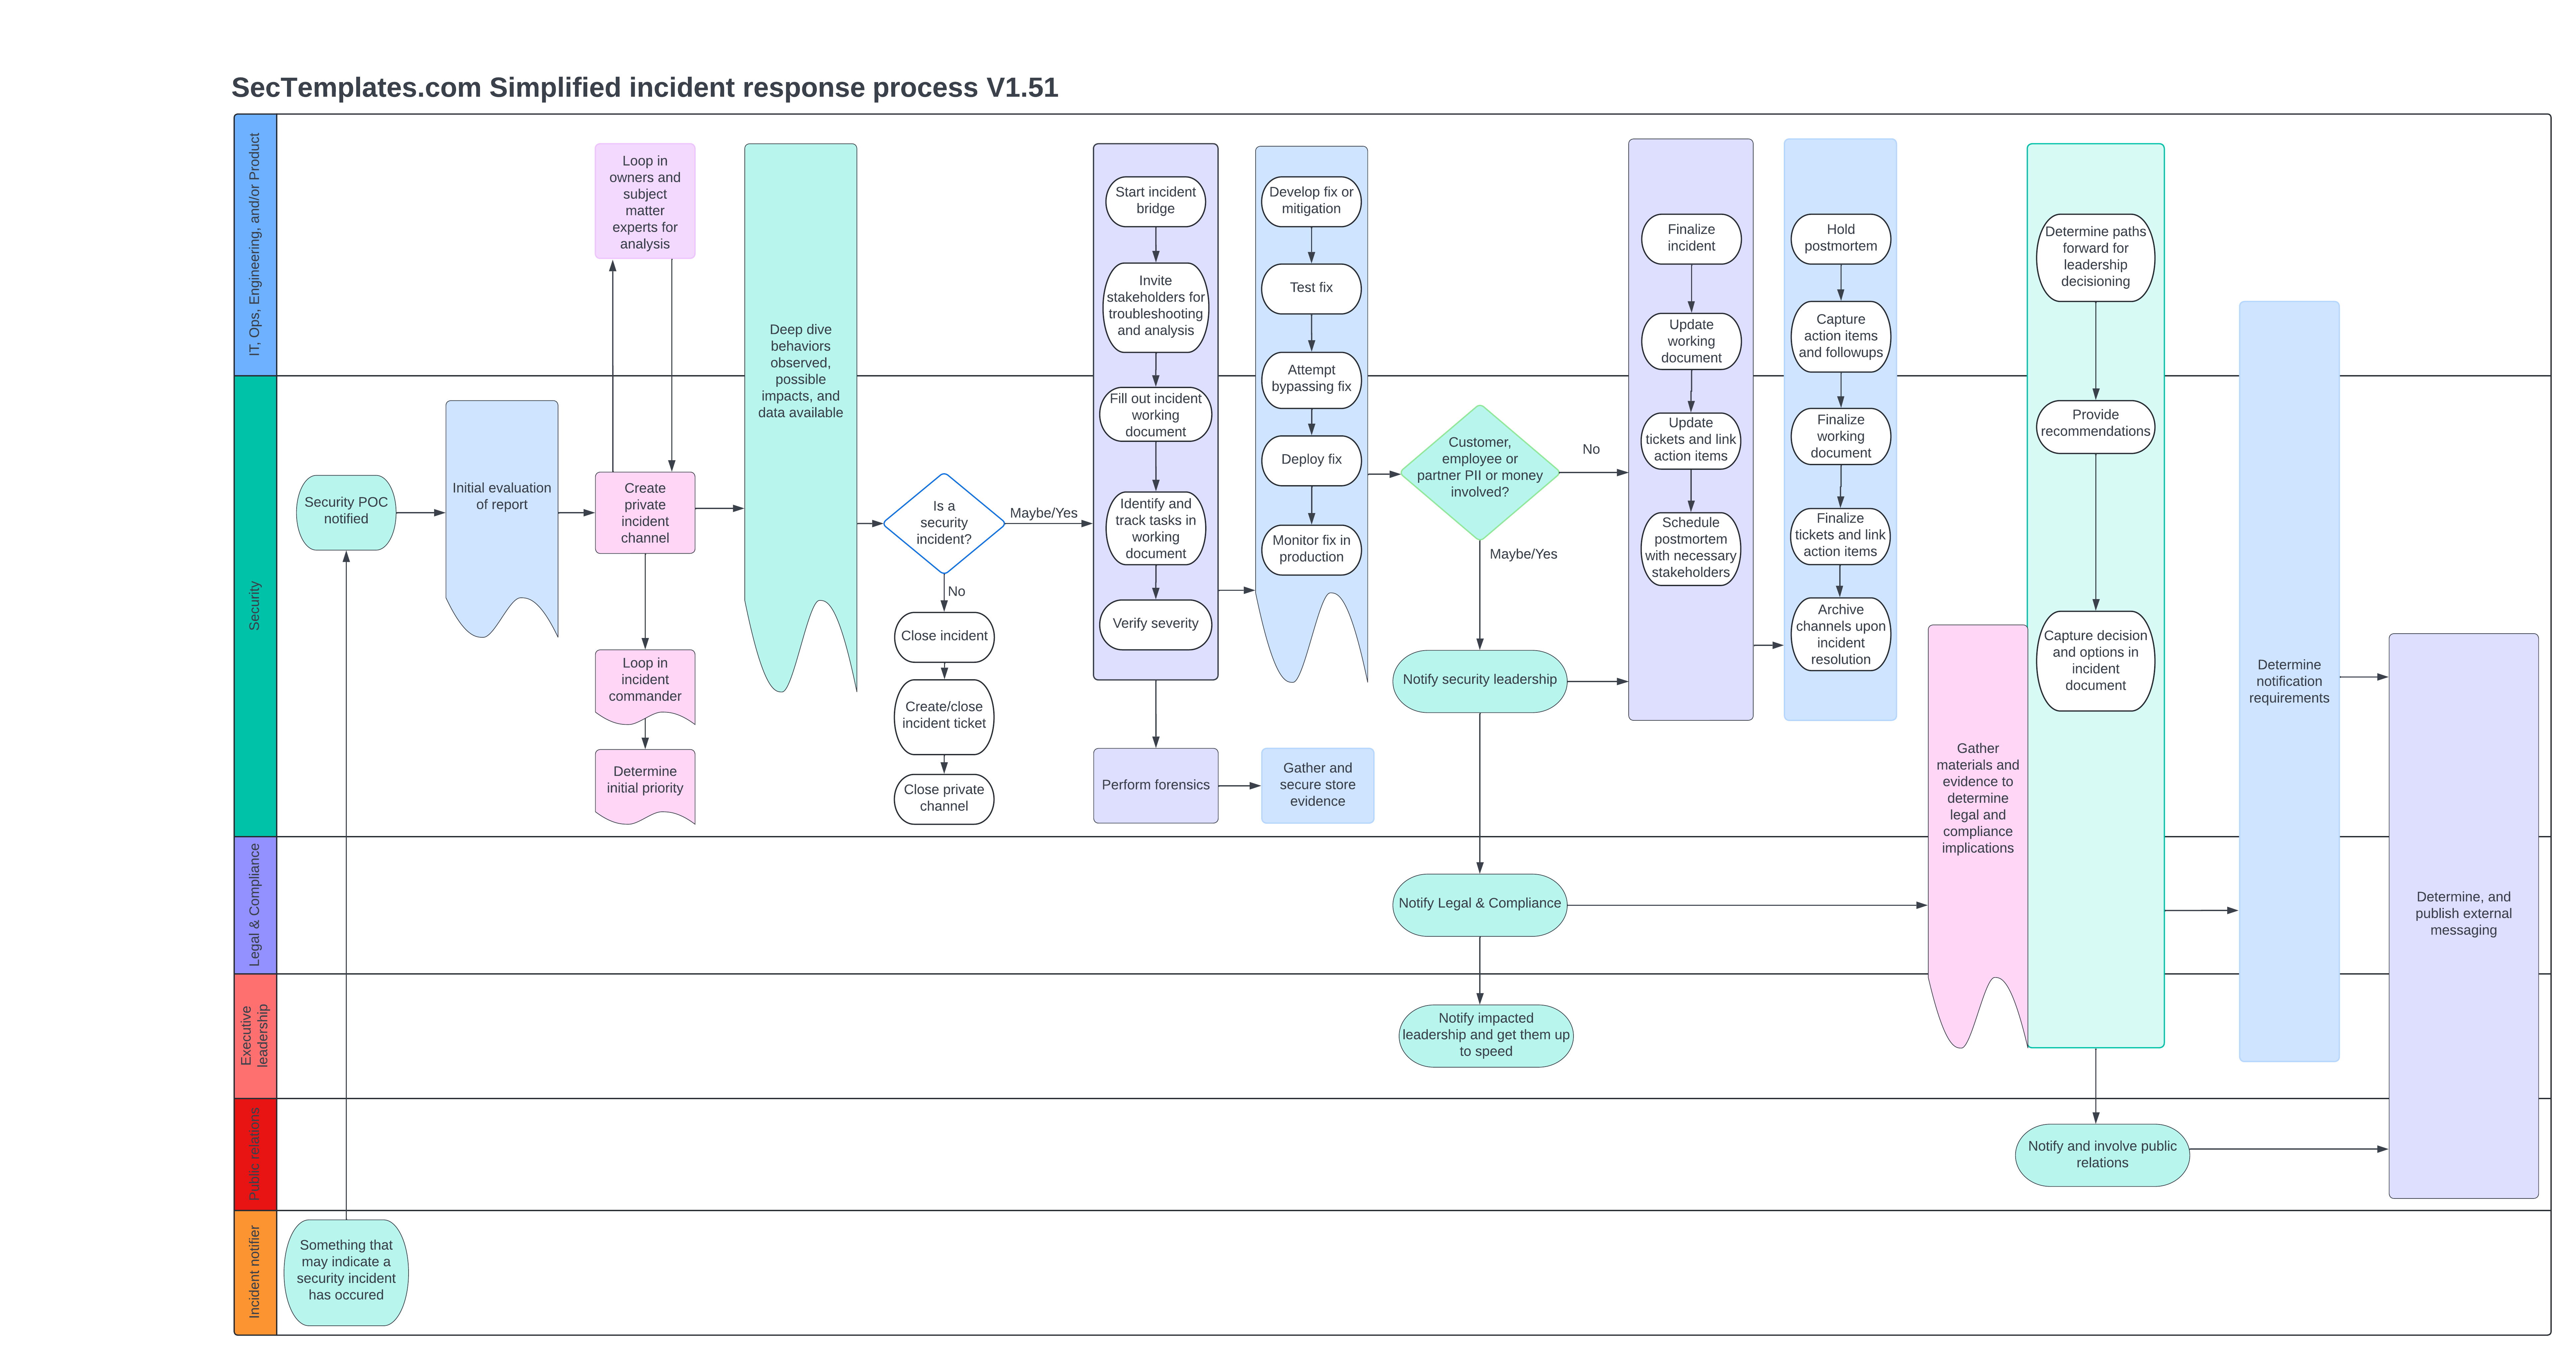 SecTemplates.com Simplified incident response process V1.51
IT, Ops, Engineering, and/or Product
Security
Legal & Compliance
Executive
leadership
Public relations
Incident notifier
Something that
may indicate a
security incident
has occured
Security POC
notified
Initial evaluation
of report
Loop in
owners and
subject
matter
experts for
analysis
Create
private
incident
channel
Loop in
incident
commander
Determine
initial priority
Deep dive
behaviors
observed,
possible
impacts, and
data available
Is a
security
incident?
Maybe/Yes
No
Close incident
Create/close
incident ticket
Close private
channel
Start incident
bridge
Invite
stakeholders for
troubleshooting
and analysis
Fill out incident
working
document
Identify and
track tasks in
working
document
Verify severity
Perform forensics
Gather and
secure store
evidence
Develop fix or
mitigation
Test fix
Attempt
bypassing fix
Deploy fix
Monitor fix in
production
Customer,
employee or
partner PII or money
involved?
No
Maybe/Yes
Notify security leadership
Notify Legal & Compliance
Notify impacted
leadership and get them up
to speed
Finalize
incident
Update
working
document
Update
tickets and link
action items
Schedule
postmortem
with necessary
stakeholders
Hold
postmortem
Capture
action items
and followups
Finalize
working
document
Finalize
tickets and link
action items
Archive
channels upon
incident
resolution
Gather
materials and
evidence to
determine
legal and
compliance
implications
Determine paths
forward for
leadership
decisioning
Provide
recommendations
Capture decision
and options in
incident
document
Notify and involve public
relations
Determine
notification
requirements
Determine, and
publish external
messaging